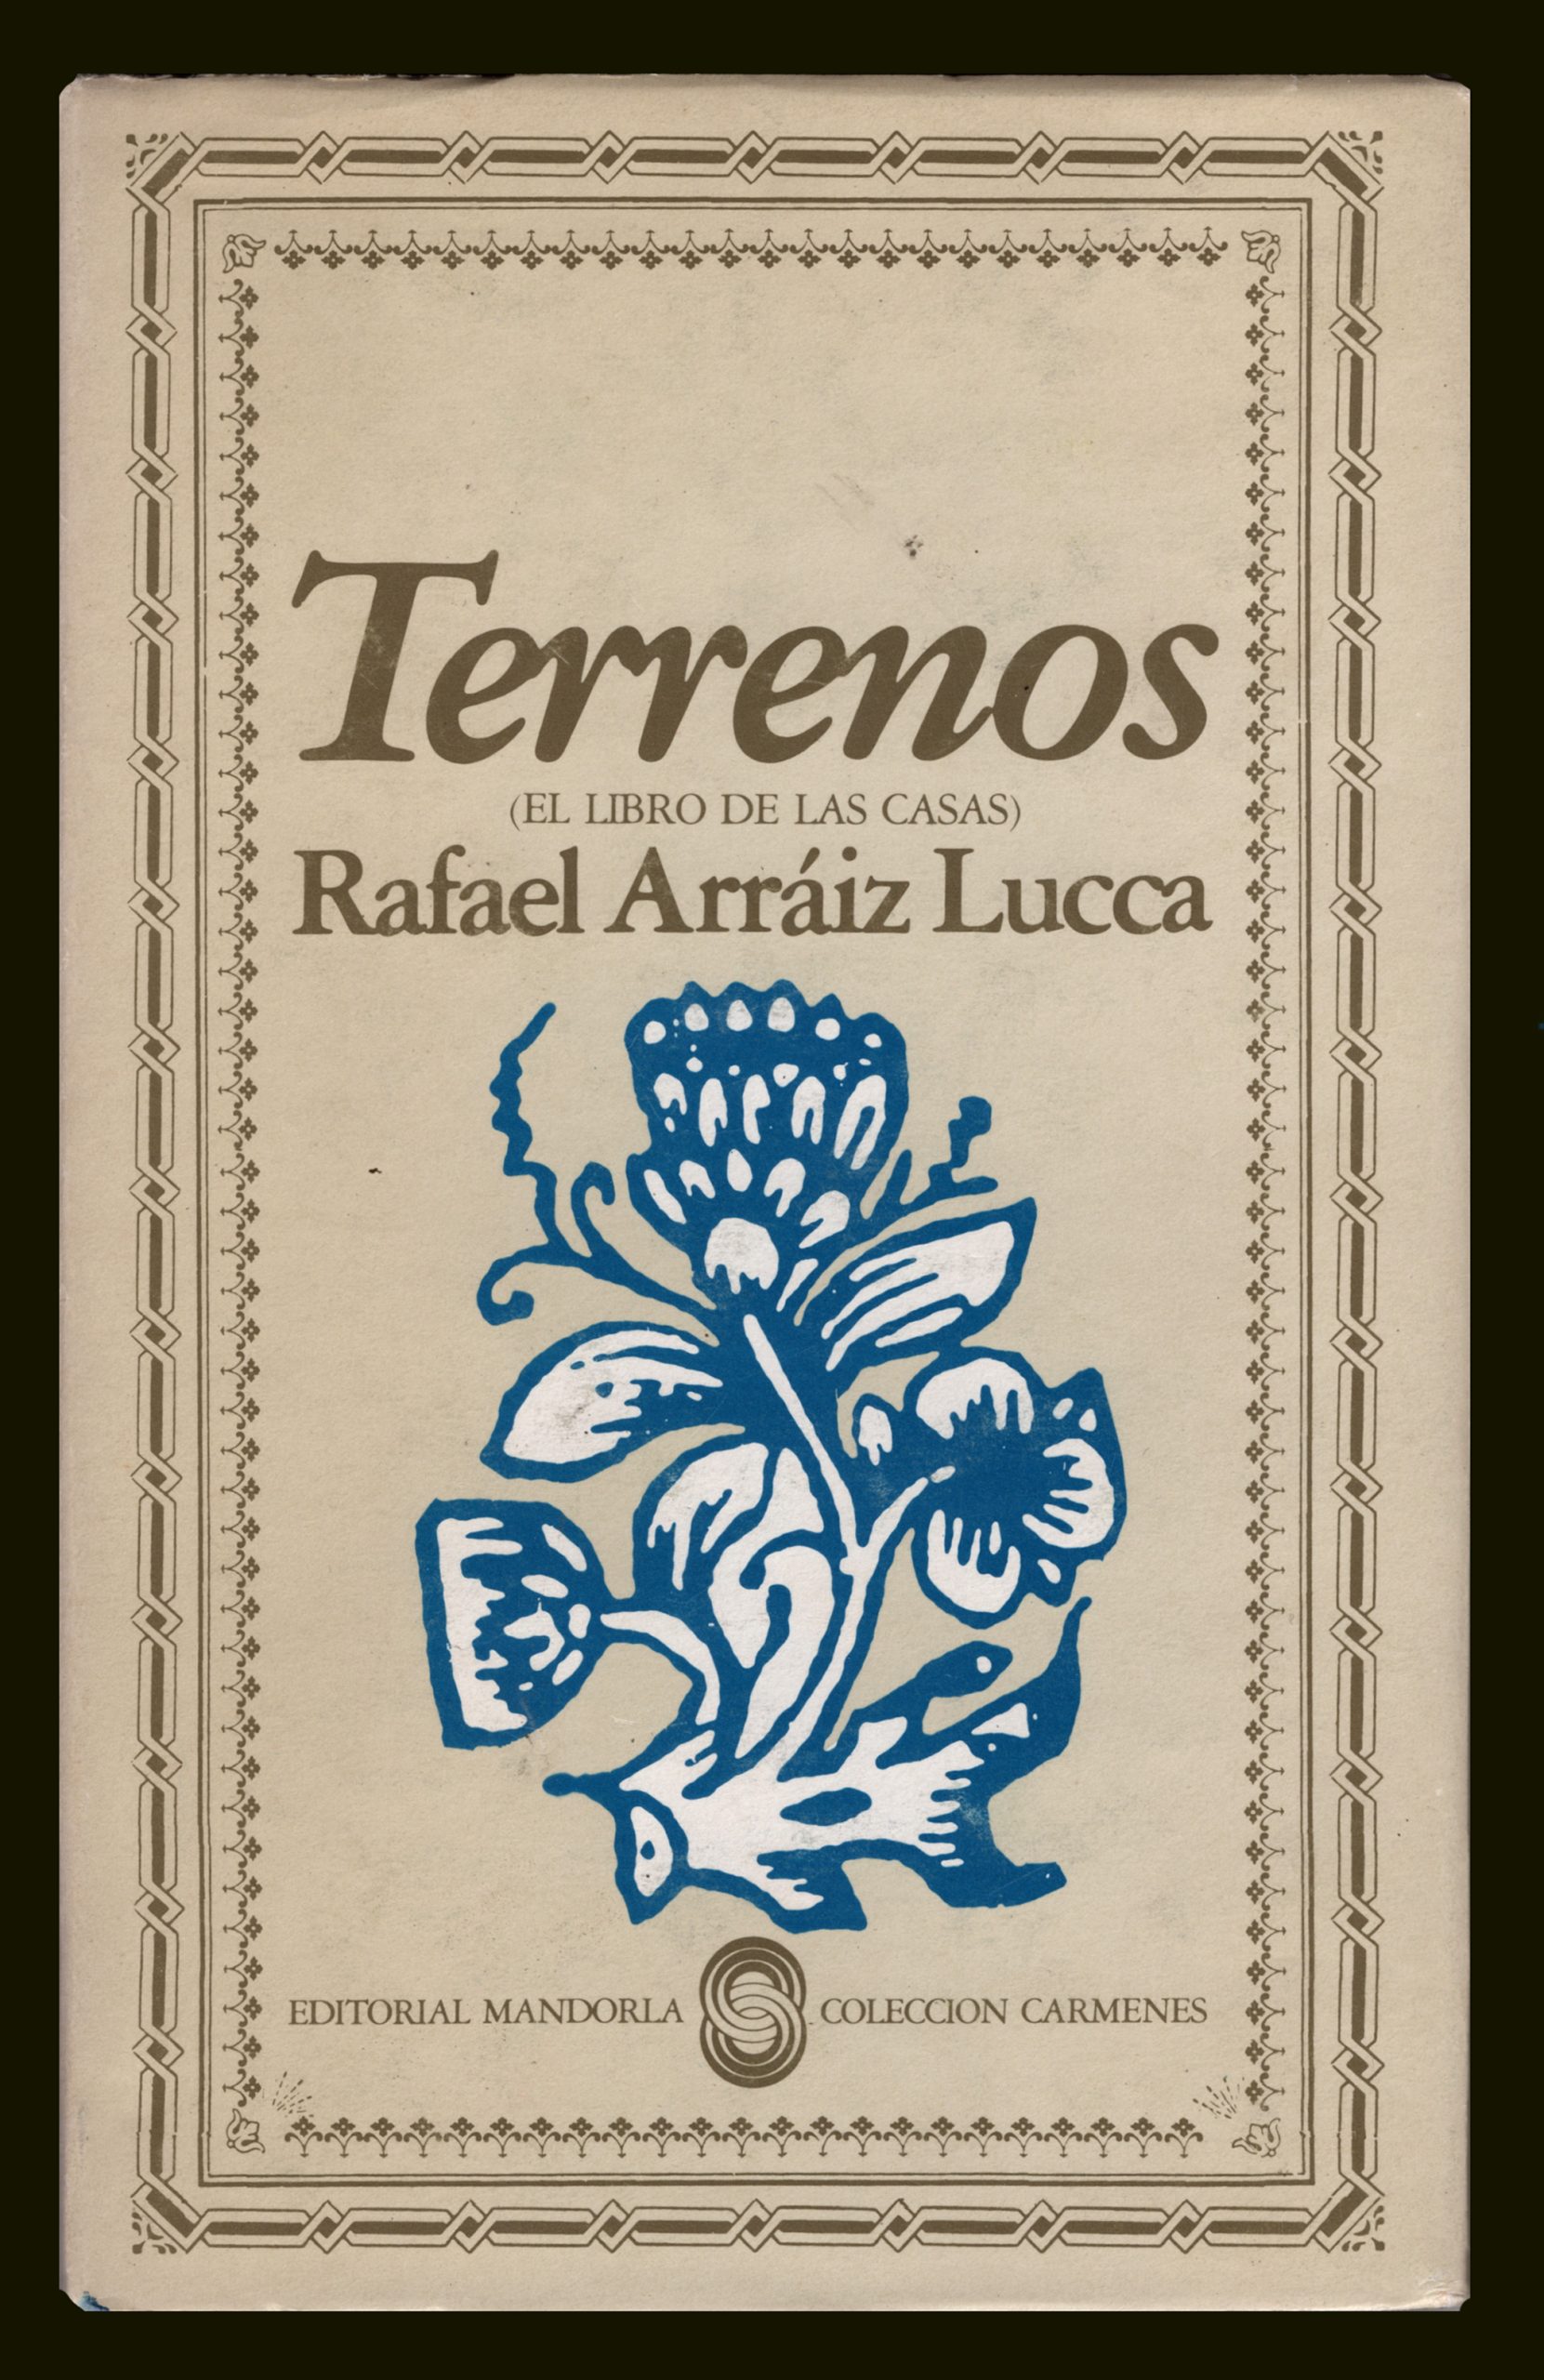 Terrenos
(EL LIBRO DE LAS CASAS)
Rafael Arráiz Lucca
EDITORIAL MANDORLA COLECCION CARMENES